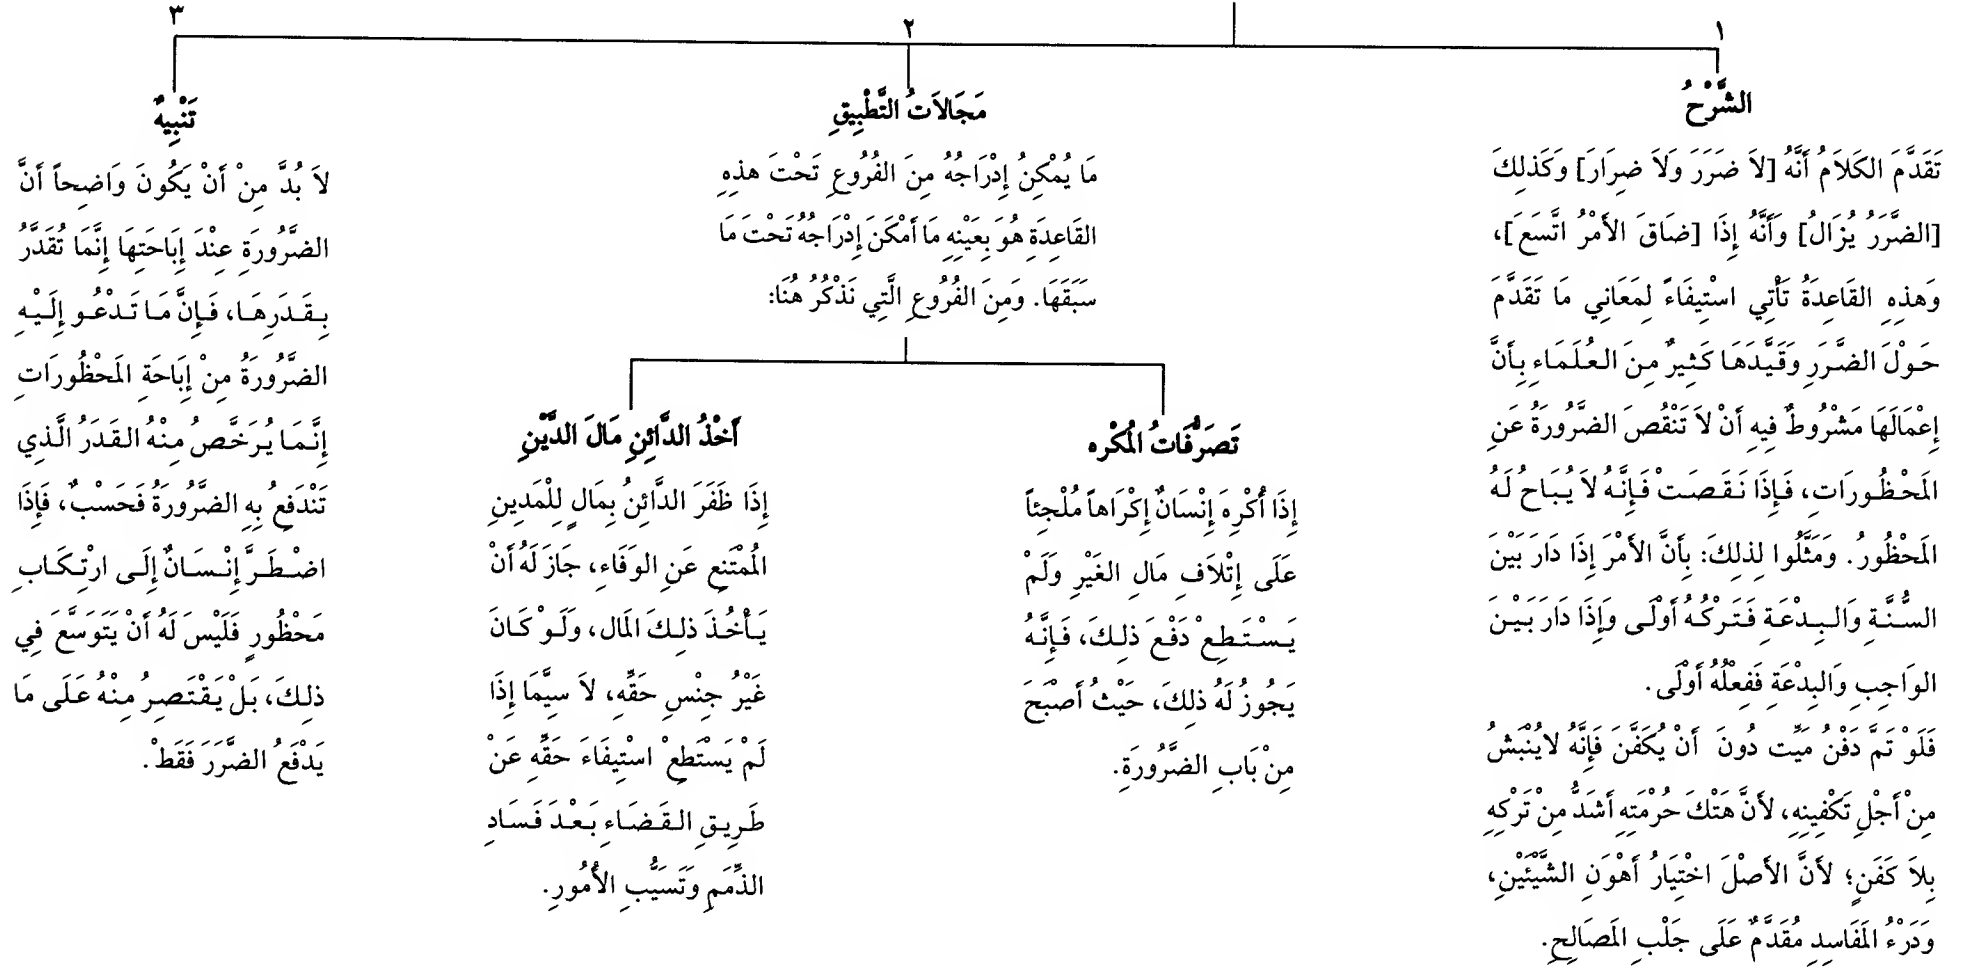 ١
الشَّرْحُ
تَقَدَّمَ الكَلاَمُ أَنَّهُ [لاَ ضَرَرَ وَلاَ ضِرَارَ] وَكَذلِكَ
[الضَّرَرُ يُزَالُ] وَأَنَّهُ إِذَا [ضَاقَ الأَمْرُ اتَّسَعَ]،
وَهذِهِ القَاعِدَةُ تَأْتِي اسْتِيفَاءً لِمَعَانِي مَا تَقَدَّمَ
حَوْلَ الضَّرَرِ وَقَيَّدَهَا كَثِيرٌ مِنَ العُلَمَاءِ بِأَنَّ
إِعْمَالَهَا مَشْرُوطٌ فِيهِ أَنْ لاَ تَنْقُصَ الضَّرُورَةُ عَنِ
المَحْظُورَاتِ، فَإِذَا نَقَصَتْ فَإِنَّهُ لاَ يُبَاحُ لَهُ
المَحْظُورُ. وَمَثَّلُوا لِذلِكَ: بِأَنَّ الأَمْرَ إِذَا دَارَ بَيْنَ
السُّنَّةِ وَالبِدْعَةِ فَتَرْكُهُ أَوْلَى وَإِذَا دَارَ بَيْنَ
الوَاجِبِ وَالبِدْعَةِ فَفِعْلُهُ أَوْلَى.
فَلَوْ تَمَّ دَفْنُ مَيِّت دُونَ أَنْ يُكَفَّنَ فَإِنَّهُ لايُنْبَشُ
مِنْ أَجْلِ تَكْفِينِهِ، لأَنَّ هَتْكَ حُرْمَتِهِ أَشَدُّ مِنْ تَرْكِهِ
بِلاَ كَفَنٍ؛ لأَنَّ الأَصْلَ اخْتِيَارُ أَهْوَنِ الشَّيْئَيْنِ،
وَدَرْءُ المَفَاسِدِ مُقَدَّمٌ عَلَى جَلْبِ المَصَالِحِ.
٢
مَجَالاَتُ التَّطْبِيقِ
مَا يُمْكِنُ إِدْرَاجُهُ مِنَ الفُرُوعِ تَحْتَ هذِهِ
القَاعِدَةِ هُوَ بِعَيْنِهِ مَا أَمْكَنَ إِدْرَاجُهُ تَحْتَ مَا
سَبَقَهَا. وَمِنَ الفُرُوعِ الَّتِي نَذْكُرُ هُنَا:
تَصَرُّفَاتُ المُكْرَه
إِذَا أُكْرِهَ إِنْسَانٌ إِكْرَاهاً مُلْجِئاً
عَلَى إِتْلاَفِ مَالِ الغَيْرِ وَلَمْ
يَسْتَطِعْ دَفْعَ ذلِكَ، فَإِنَّهُ
يَجُوزُ لَهُ ذلِكَ، حَيْثُ أَصْبَحَ
مِنْ بَابِ الضَّرُورَةِ.
أَخْذُ الدَّائِنِ مَالَ الدَّيْنِ
إِذَا ظَفَرَ الدَّائِنُ بِمَالٍ لِلْمَدِينِ
المُمْتَنِعِ عَنِ الوَفَاءِ، جَازَ لَهُ أَنْ
يَأْخُذَ ذلِكَ المَال، وَلَوْ كَانَ
غَيْرُ جِنْسِ حَقِّهِ، لاَ سِيَّمَا إِذَا
لَمْ يَسْتَطِعْ اسْتِيفَاءَ حَقِّهِ عَنْ
طَرِيقِ القَضَاءِ بَعْدَ فَسَادِ
الذِّمَمِ وَتَسَيُّبِ الأُمُورِ.
٣
تَنْبِيهٌ
لاَ بُدَّ مِنْ أَنْ يَكُونَ وَاضِحاً أَنَّ
الضَّرُورَةِ عِنْدَ إِبَاحَتِهَا إِنَّمَا تُقَدَّرُ
بِقَدَرِهَا، فَإِنَّ مَا تَدْعُو إِلَيْهِ
الضَّرُورَةُ مِنْ إِبَاحَةِ المَحْظُورَاتِ
إِنَّمَا يُرَخَّصُ مِنْهُ القَدَرُ الَّذِي
تَنْدَفِعُ بِهِ الضَّرُورَةُ فَحَسْبُ، فَإِذَا
اضْطَرَّ إِنْسَانٌ إِلَى ارْتِكَابِ
مَحْظُورٍ فَلَيْسَ لَهُ أَنْ يَتَوَسَّعَ فِي
ذلِكَ، بَلْ يَقْتَصِرُ مِنْهُ عَلَى مَا
يَدْفَعُ الضَّرَرَ فَقَطْ.